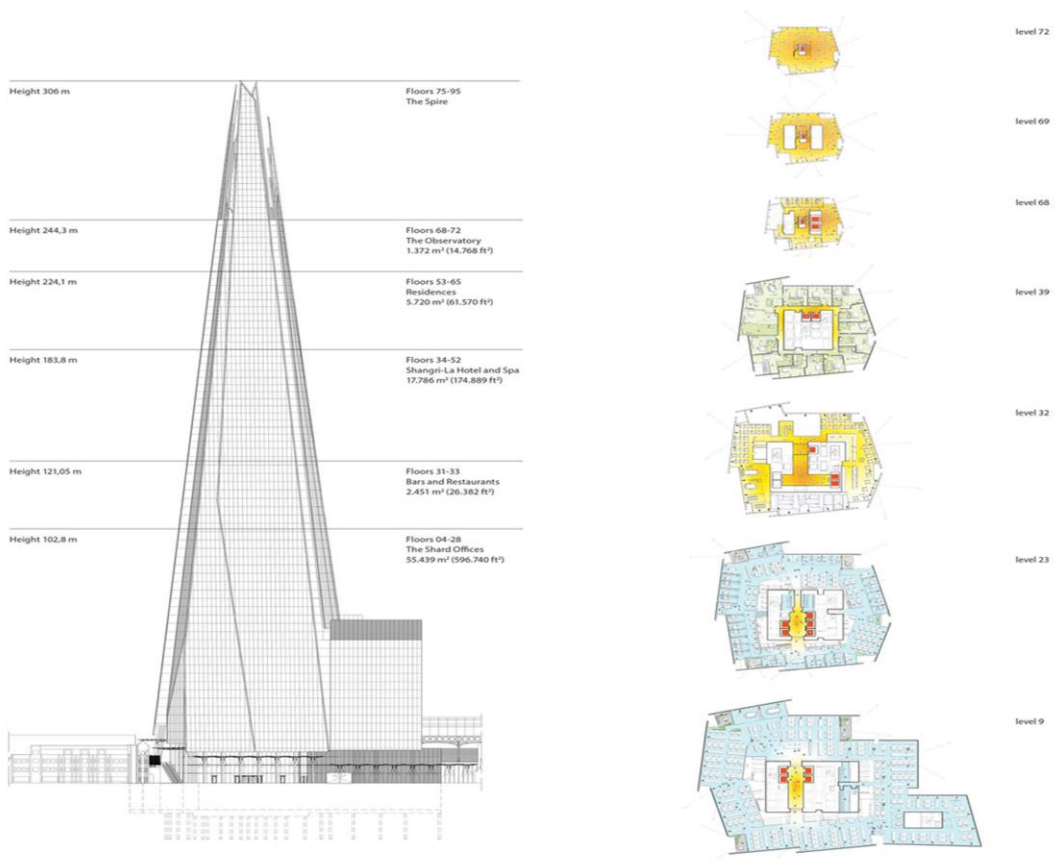 Height 306 m
Floors 75-95
The Spire
Height 244,3 m
Floors 68-72
The Observatory
1.372 m² (14.768 ft²)
Height 224,1 m
Floors 53-65
Residences
5.720 m² (61.570 ft²)
Height 183,8 m
Floors 34-52
Shangri-La Hotel and Spa
17.786 m² (174.889 ft²)
Height 121,05 m
Floors 31-33
Bars and Restaurants
2.451 m² (26.382 ft²)
Height 102,8 m
Floors 04-28
The Shard Offices
55.439 m² (596.740 ft²)
level 72
level 69
level 68
level 39
level 32
level 23
level 9